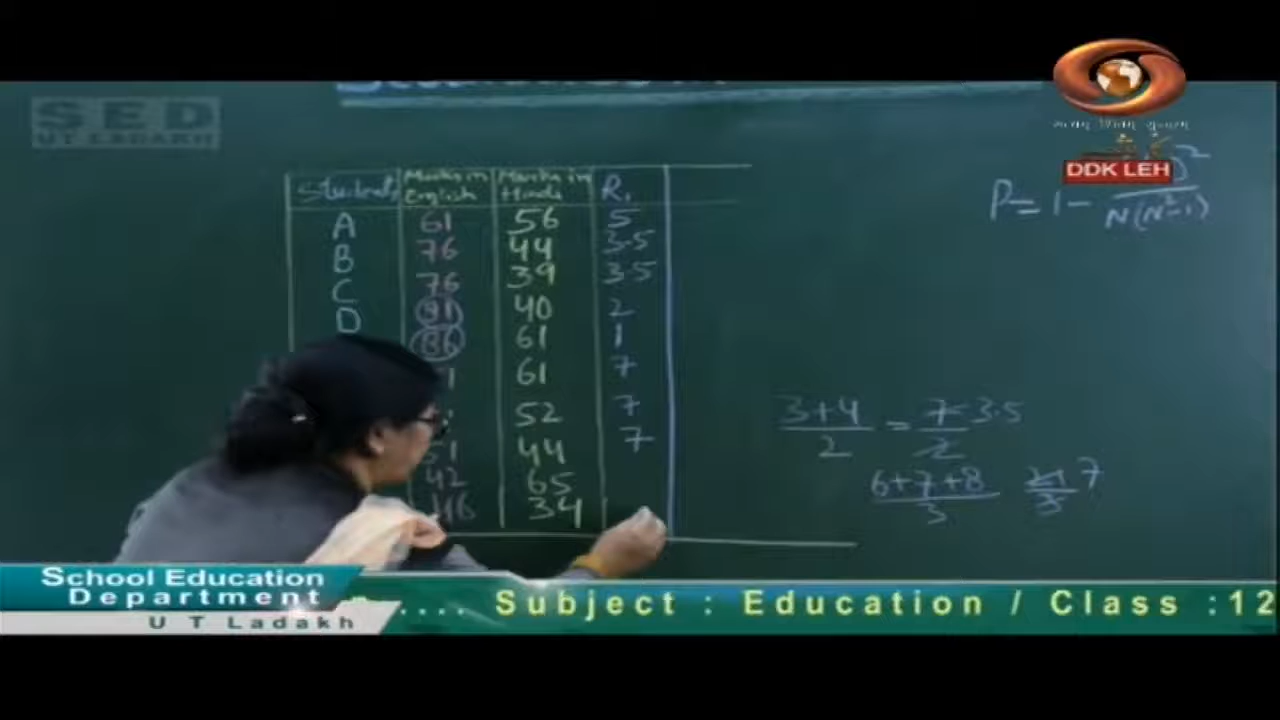 SED
UT LADAKH
DDK LEH
Students Marks in English Marks in Hindi R₁
A 61 56 5
B 76 44 3.5
C 76 39 3.5
D 91 40 2
61 1
61 7
52 7
51 44 7
42 65
46 34
P = 1 - ² / N(N²-1)
3+4 / 2 = 7 / 2 3.5
6+7+8 / 3 21 / 3 7
School Education
Department
UT Ladakh
.... Subject : Education / Class :12